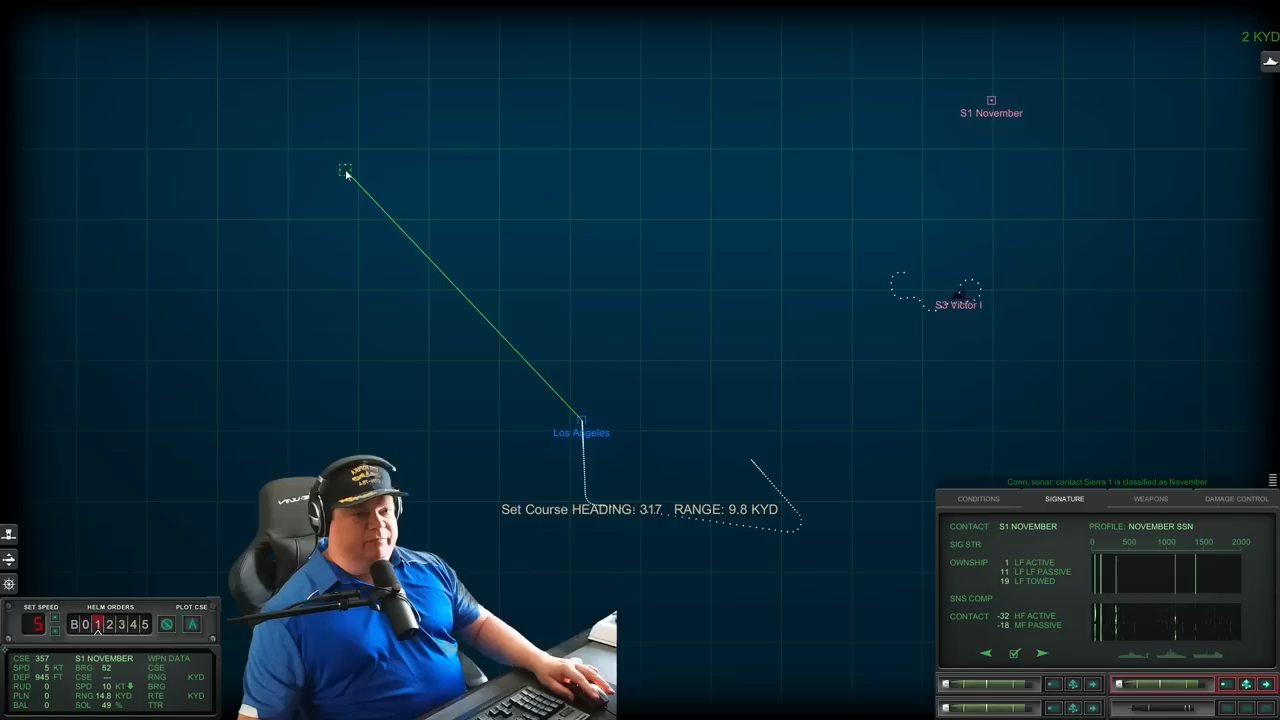 2 KYD
S1 November
S3 Victor I
Los Angeles
Set Course HEADING: 317 RANGE: 9.8 KYD
Conn, sonar: contact Sierra 1 is classified as November
CONDITIONS SIGNATURE WEAPONS DAMAGE CONTROL
CONTACT S1 NOVEMBER PROFILE: NOVEMBER SSN
SIG STR 0 500 1000 1500 2000
OWNSHIP 1 LF ACTIVE
11 LF LF PASSIVE
19 LF TOWED
SNS COMP
CONTACT -32 HF ACTIVE
-18 MF PASSIVE
SET SPEED HELM ORDERS PLOT CSE
5 B 0 1 2 3 4 5
CSE 357 S1 NOVEMBER WPN DATA
SPD 5 KT BRG 52 CSE
DEP 945 FT CSE --- RNG KYD
RUD 0 SPD 10 KT BRG
PLN 0 RNG 14.8 KYD RTE KYD
BAL 0 SOL 49 % TTR